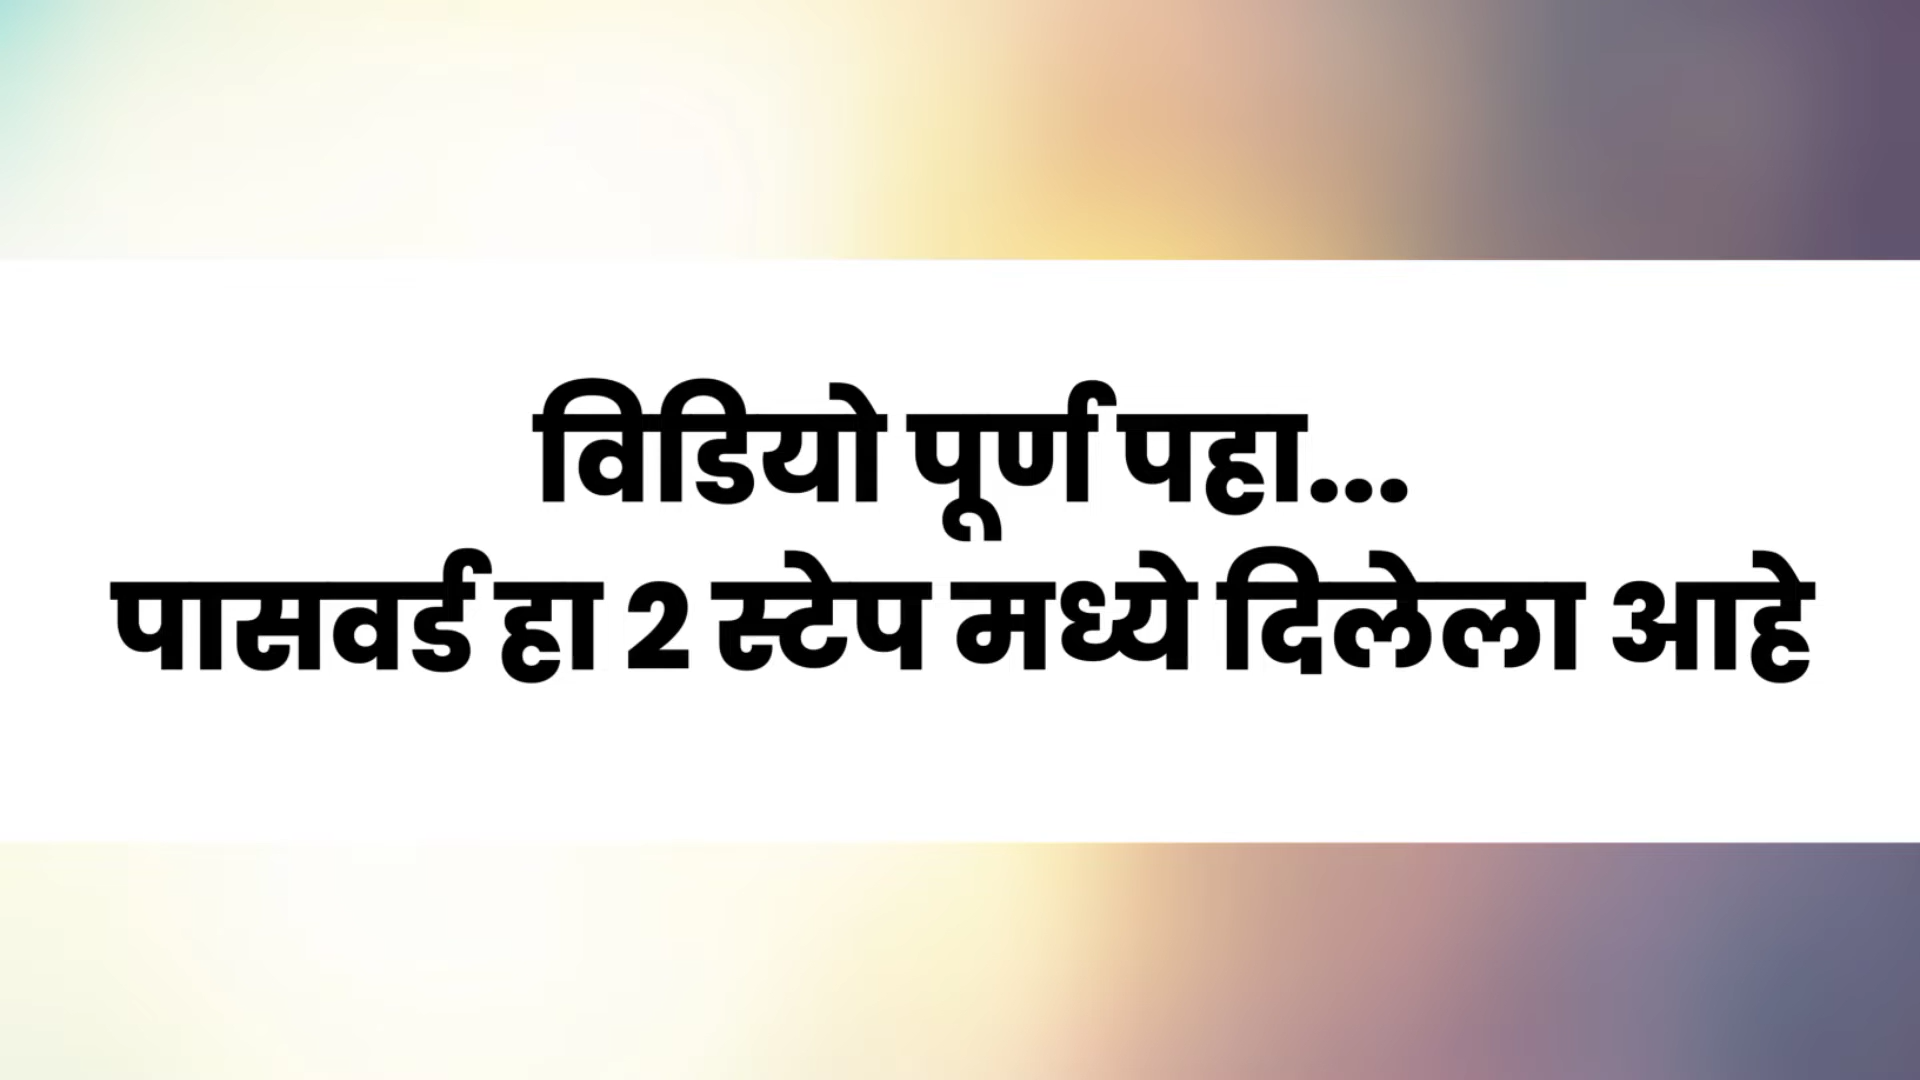 विडियो पूर्ण पहा...
पासवर्ड हा 2 स्टेप मध्ये दिलेला आहे